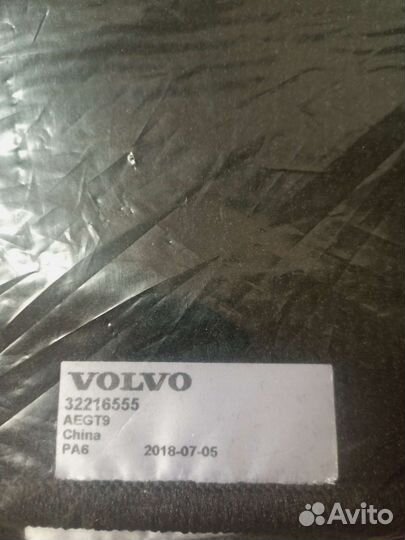 VOLVO
32216555
AEGT9
China
PA6 2018-07-05
Avito